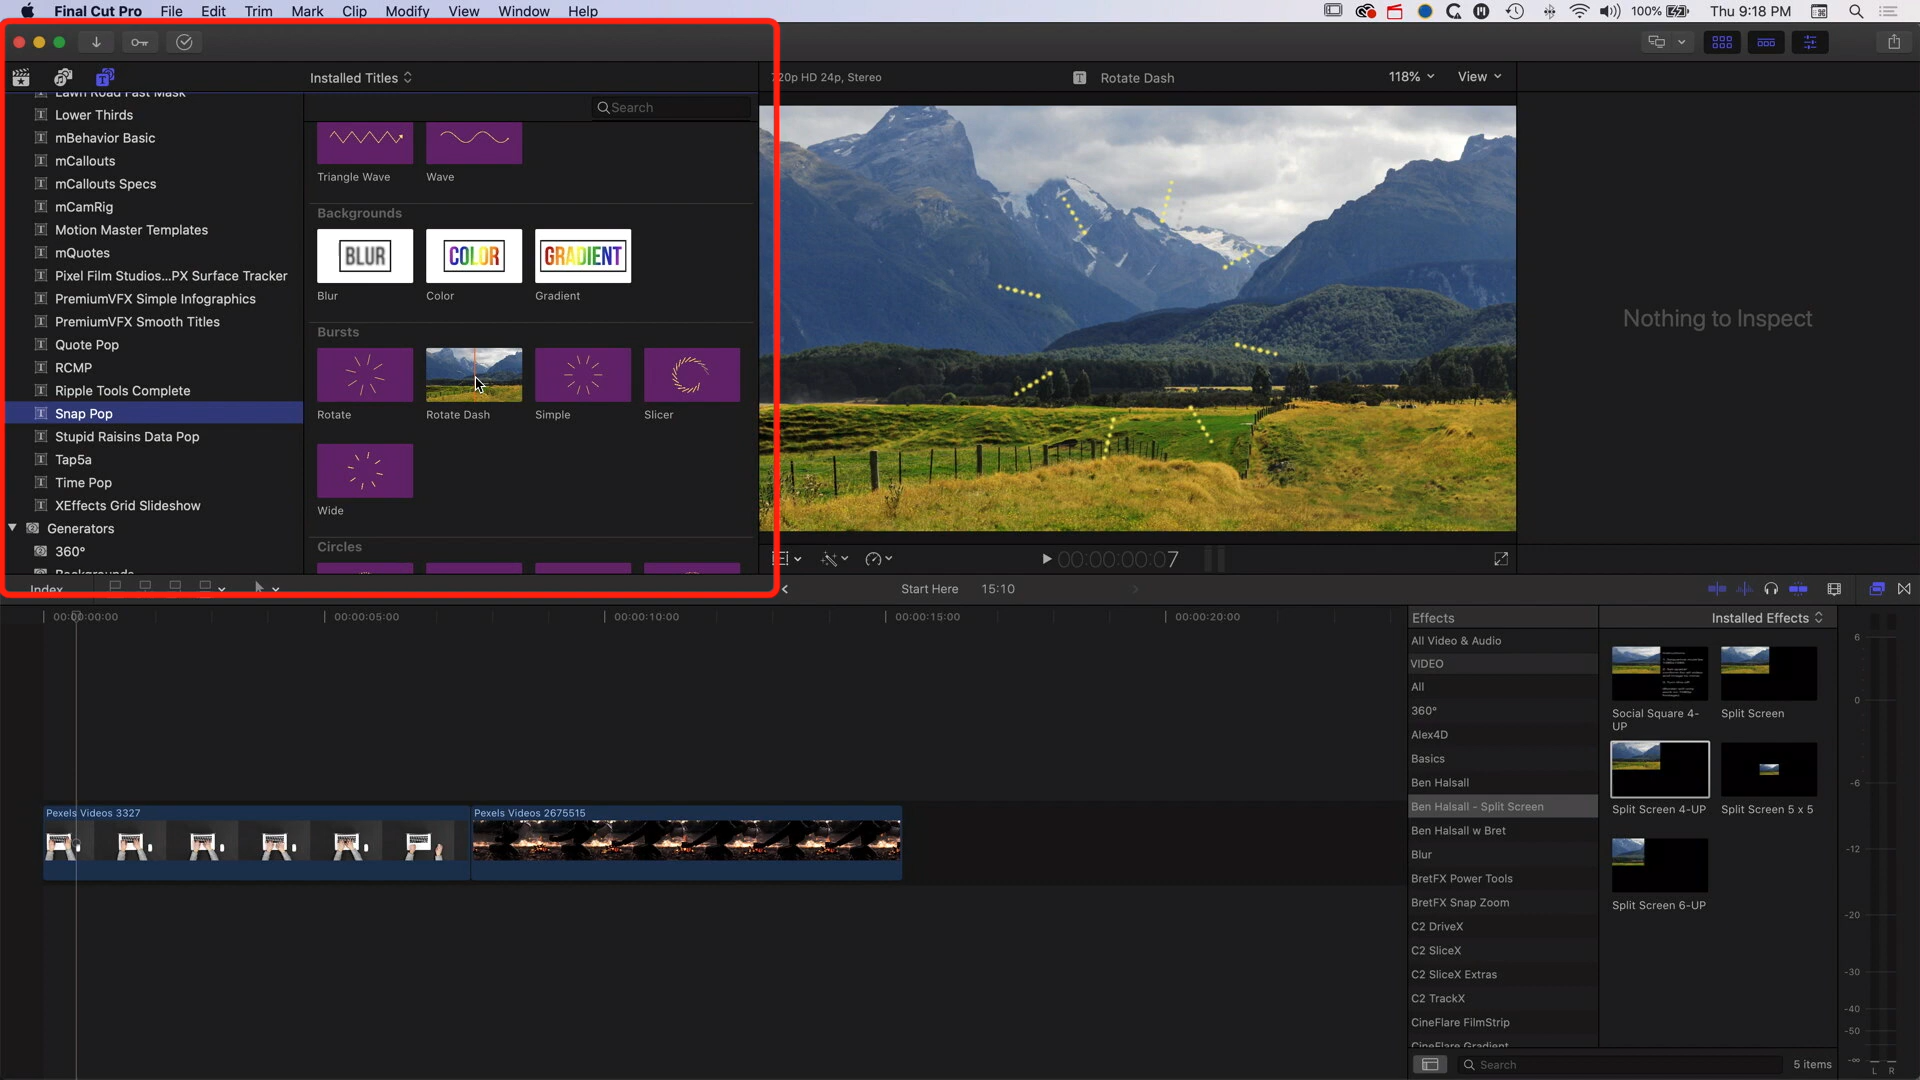 Final Cut Pro File Edit Trim Mark Clip Modify View Window Help
100% Thu 9:18 PM
Installed Titles
720p HD 24p, Stereo
Rotate Dash
118%
View
Lawn Road Fast Mask
Lower Thirds
mBehavior Basic
mCallouts
mCallouts Specs
mCamRig
Motion Master Templates
mQuotes
Pixel Film Studios...PX Surface Tracker
PremiumVFX Simple Infographics
PremiumVFX Smooth Titles
Quote Pop
RCMP
Ripple Tools Complete
Snap Pop
Stupid Raisins Data Pop
Tap5a
Time Pop
XEffects Grid Slideshow
Generators
360°
Backgrounds
Search
Triangle Wave
Wave
Backgrounds
BLUR
COLOR
GRADIENT
Blur
Color
Gradient
Bursts
Rotate
Rotate Dash
Simple
Slicer
Wide
Circles
Nothing to Inspect
00:00:00:07
Index
Start Here 15:10
00:00:00:00
00:00:05:00
00:00:10:00
00:00:15:00
00:00:20:00
Pexels Videos 3327
Pexels Videos 2675515
Effects
All Video & Audio
VIDEO
All
360°
Alex4D
Basics
Ben Halsall
Ben Halsall - Split Screen
Ben Halsall w Bret
Blur
BretFX Power Tools
BretFX Snap Zoom
C2 DriveX
C2 SliceX
C2 SliceX Extras
C2 TrackX
CineFlare FilmStrip
CineFlare Gradient
Installed Effects
Social Square 4-
UP
Split Screen
Split Screen 4-UP
Split Screen 5 x 5
Split Screen 6-UP
Search
5 items
6
0
-6
-12
-20
-30
-40
-50
-∞
L R